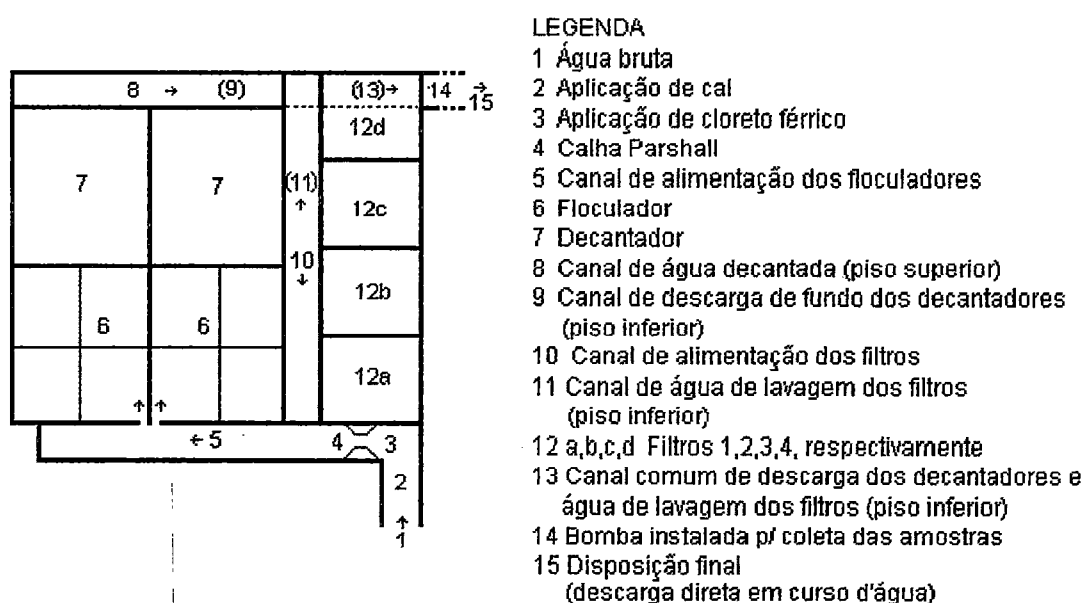 8 → (9)
(13)→
14 →
15
12d
7
7
(11)
↑
12c
10
↓
12b
6
6
12a
↑ ↑
←5
4
3
2
↑
1
LEGENDA
1 Água bruta
2 Aplicação de cal
3 Aplicação de cloreto férrico
4 Calha Parshall
5 Canal de alimentação dos floculadores
6 Floculador
7 Decantador
8 Canal de água decantada (piso superior)
9 Canal de descarga de fundo dos decantadores
(piso inferior)
10 Canal de alimentação dos filtros
11 Canal de água de lavagem dos filtros
(piso inferior)
12 a,b,c,d Filtros 1,2,3,4, respectivamente
13 Canal comum de descarga dos decantadores e
água de lavagem dos filtros (piso inferior)
14 Bomba instalada p/ coleta das amostras
15 Disposição final
(descarga direta em curso d'água)